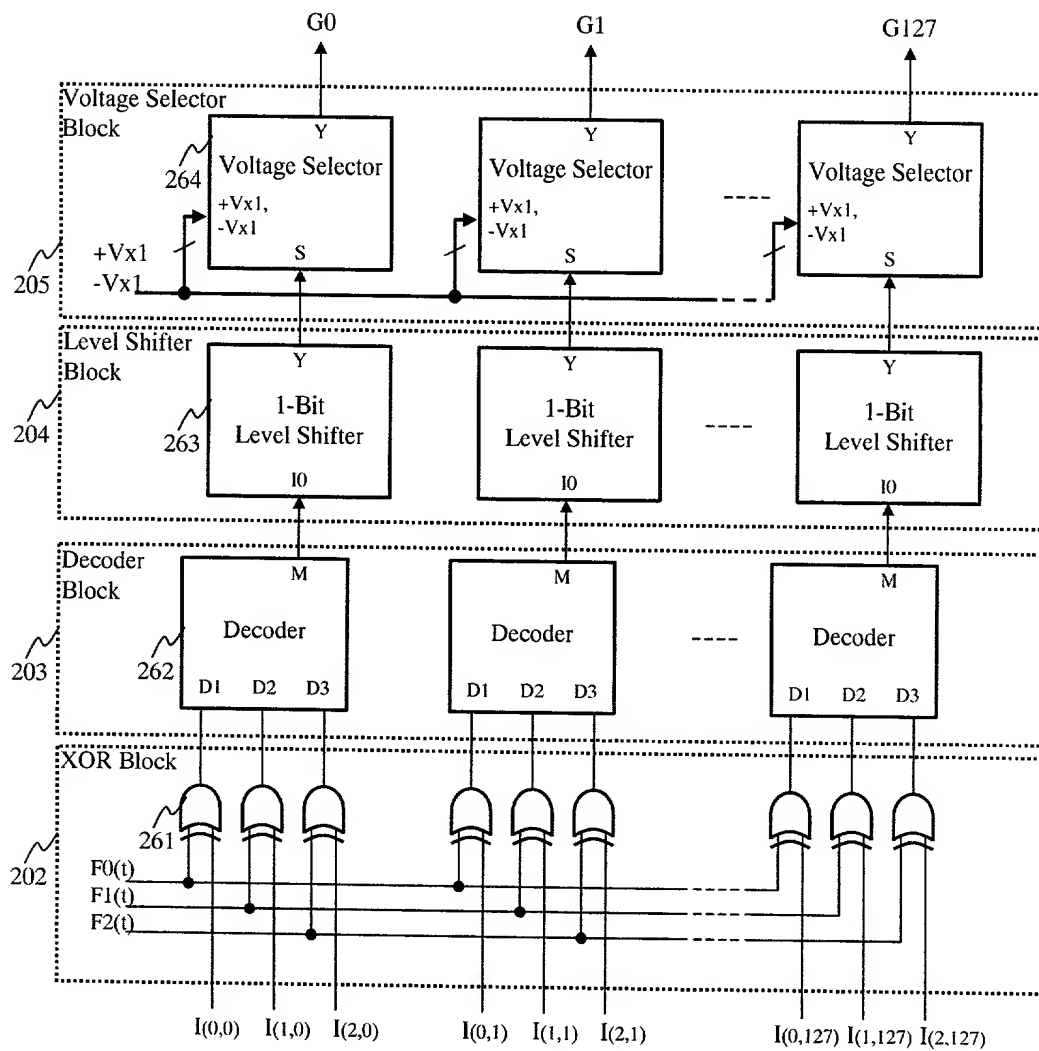 G0 G1 G127
Voltage Selector
Block
Y Y Y
264 Voltage Selector Voltage Selector Voltage Selector
+Vx1, +Vx1, +Vx1,
-Vx1 -Vx1 -Vx1
+Vx1
205 -Vx1
S S S
Level Shifter
Block
Y Y Y
1-Bit 1-Bit 1-Bit
204 263 Level Shifter Level Shifter Level Shifter
I0 I0 I0
Decoder
Block
M M M
203 262 Decoder Decoder Decoder
D1 D2 D3 D1 D2 D3 D1 D2 D3
XOR Block
261
202
F0(t)
F1(t)
F2(t)
I(0,0) I(1,0) I(2,0) I(0,1) I(1,1) I(2,1) I(0,127) I(1,127) I(2,127)